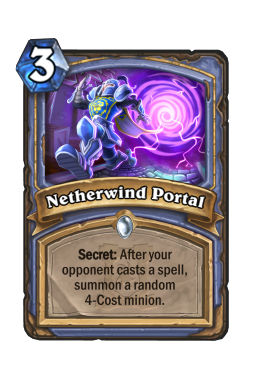 3
Netherwind Portal
Secret: After your
opponent casts a spell,
summon a random
4-Cost minion.